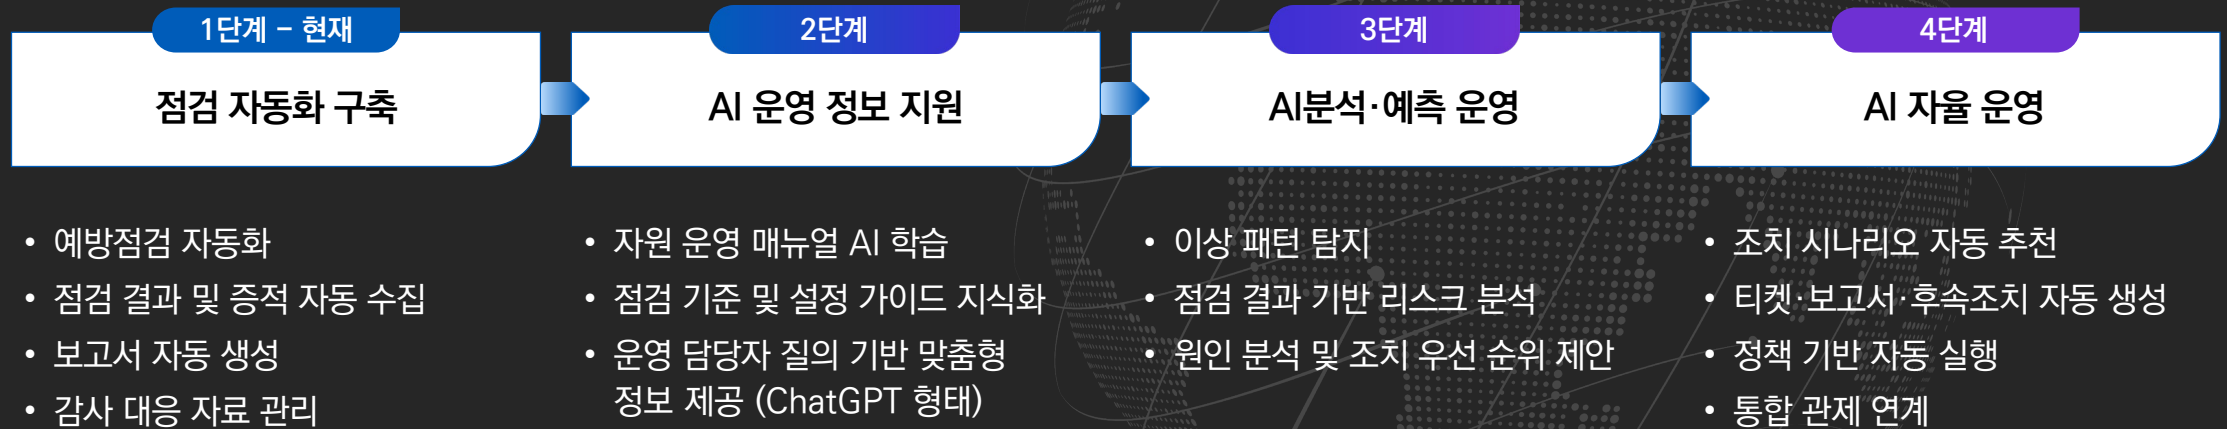 1단계 – 현재
점검 자동화 구축
• 예방점검 자동화
• 점검 결과 및 증적 자동 수집
• 보고서 자동 생성
• 감사 대응 자료 관리
2단계
AI 운영 정보 지원
• 자원 운영 매뉴얼 AI 학습
• 점검 기준 및 설정 가이드 지식화
• 운영 담당자 질의 기반 맞춤형
정보 제공 (ChatGPT 형태)
3단계
AI분석·예측 운영
• 이상 패턴 탐지
• 점검 결과 기반 리스크 분석
• 원인 분석 및 조치 우선 순위 제안
4단계
AI 자율 운영
• 조치 시나리오 자동 추천
• 티켓·보고서·후속조치 자동 생성
• 정책 기반 자동 실행
• 통합 관제 연계